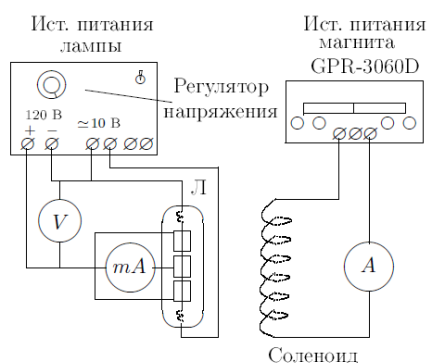 Ист. питания
лампы
Ист. питания
магнита
GPR-3060D
Регулятор
напряжения
120 В
≃10 В
+ −
Л
V
mA
A
Соленоид